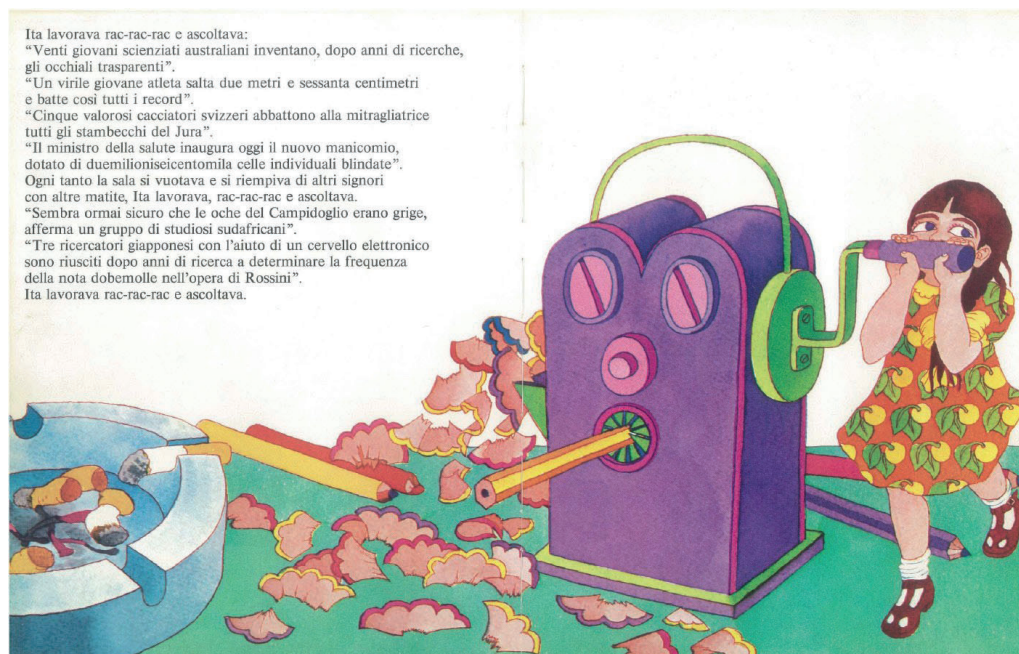 Ita lavorava rac-rac-rac e ascoltava:
“Venti giovani scienziati australiani inventano, dopo anni di ricerche,
gli occhiali trasparenti”.
“Un virile giovane atleta salta due metri e sessanta centimetri
e batte così tutti i record”.
“Cinque valorosi cacciatori svizzeri abbattono alla mitragliatrice
tutti gli stambecchi del Jura”.
“Il ministro della salute inaugura oggi il nuovo manicomio,
dotato di duemilioniseicentomila celle individuali blindate”.
Ogni tanto la sala si vuotava e si riempiva di altri signori
con altre matite, Ita lavorava, rac-rac-rac e ascoltava.
“Sembra ormai sicuro che le oche del Campidoglio erano grige,
afferma un gruppo di studiosi sudafricani”.
“Tre ricercatori giapponesi con l’aiuto di un cervello elettronico
sono riusciti dopo anni di ricerca a determinare la frequenza
della nota dobemolle nell’opera di Rossini”.
Ita lavorava rac-rac-rac e ascoltava.